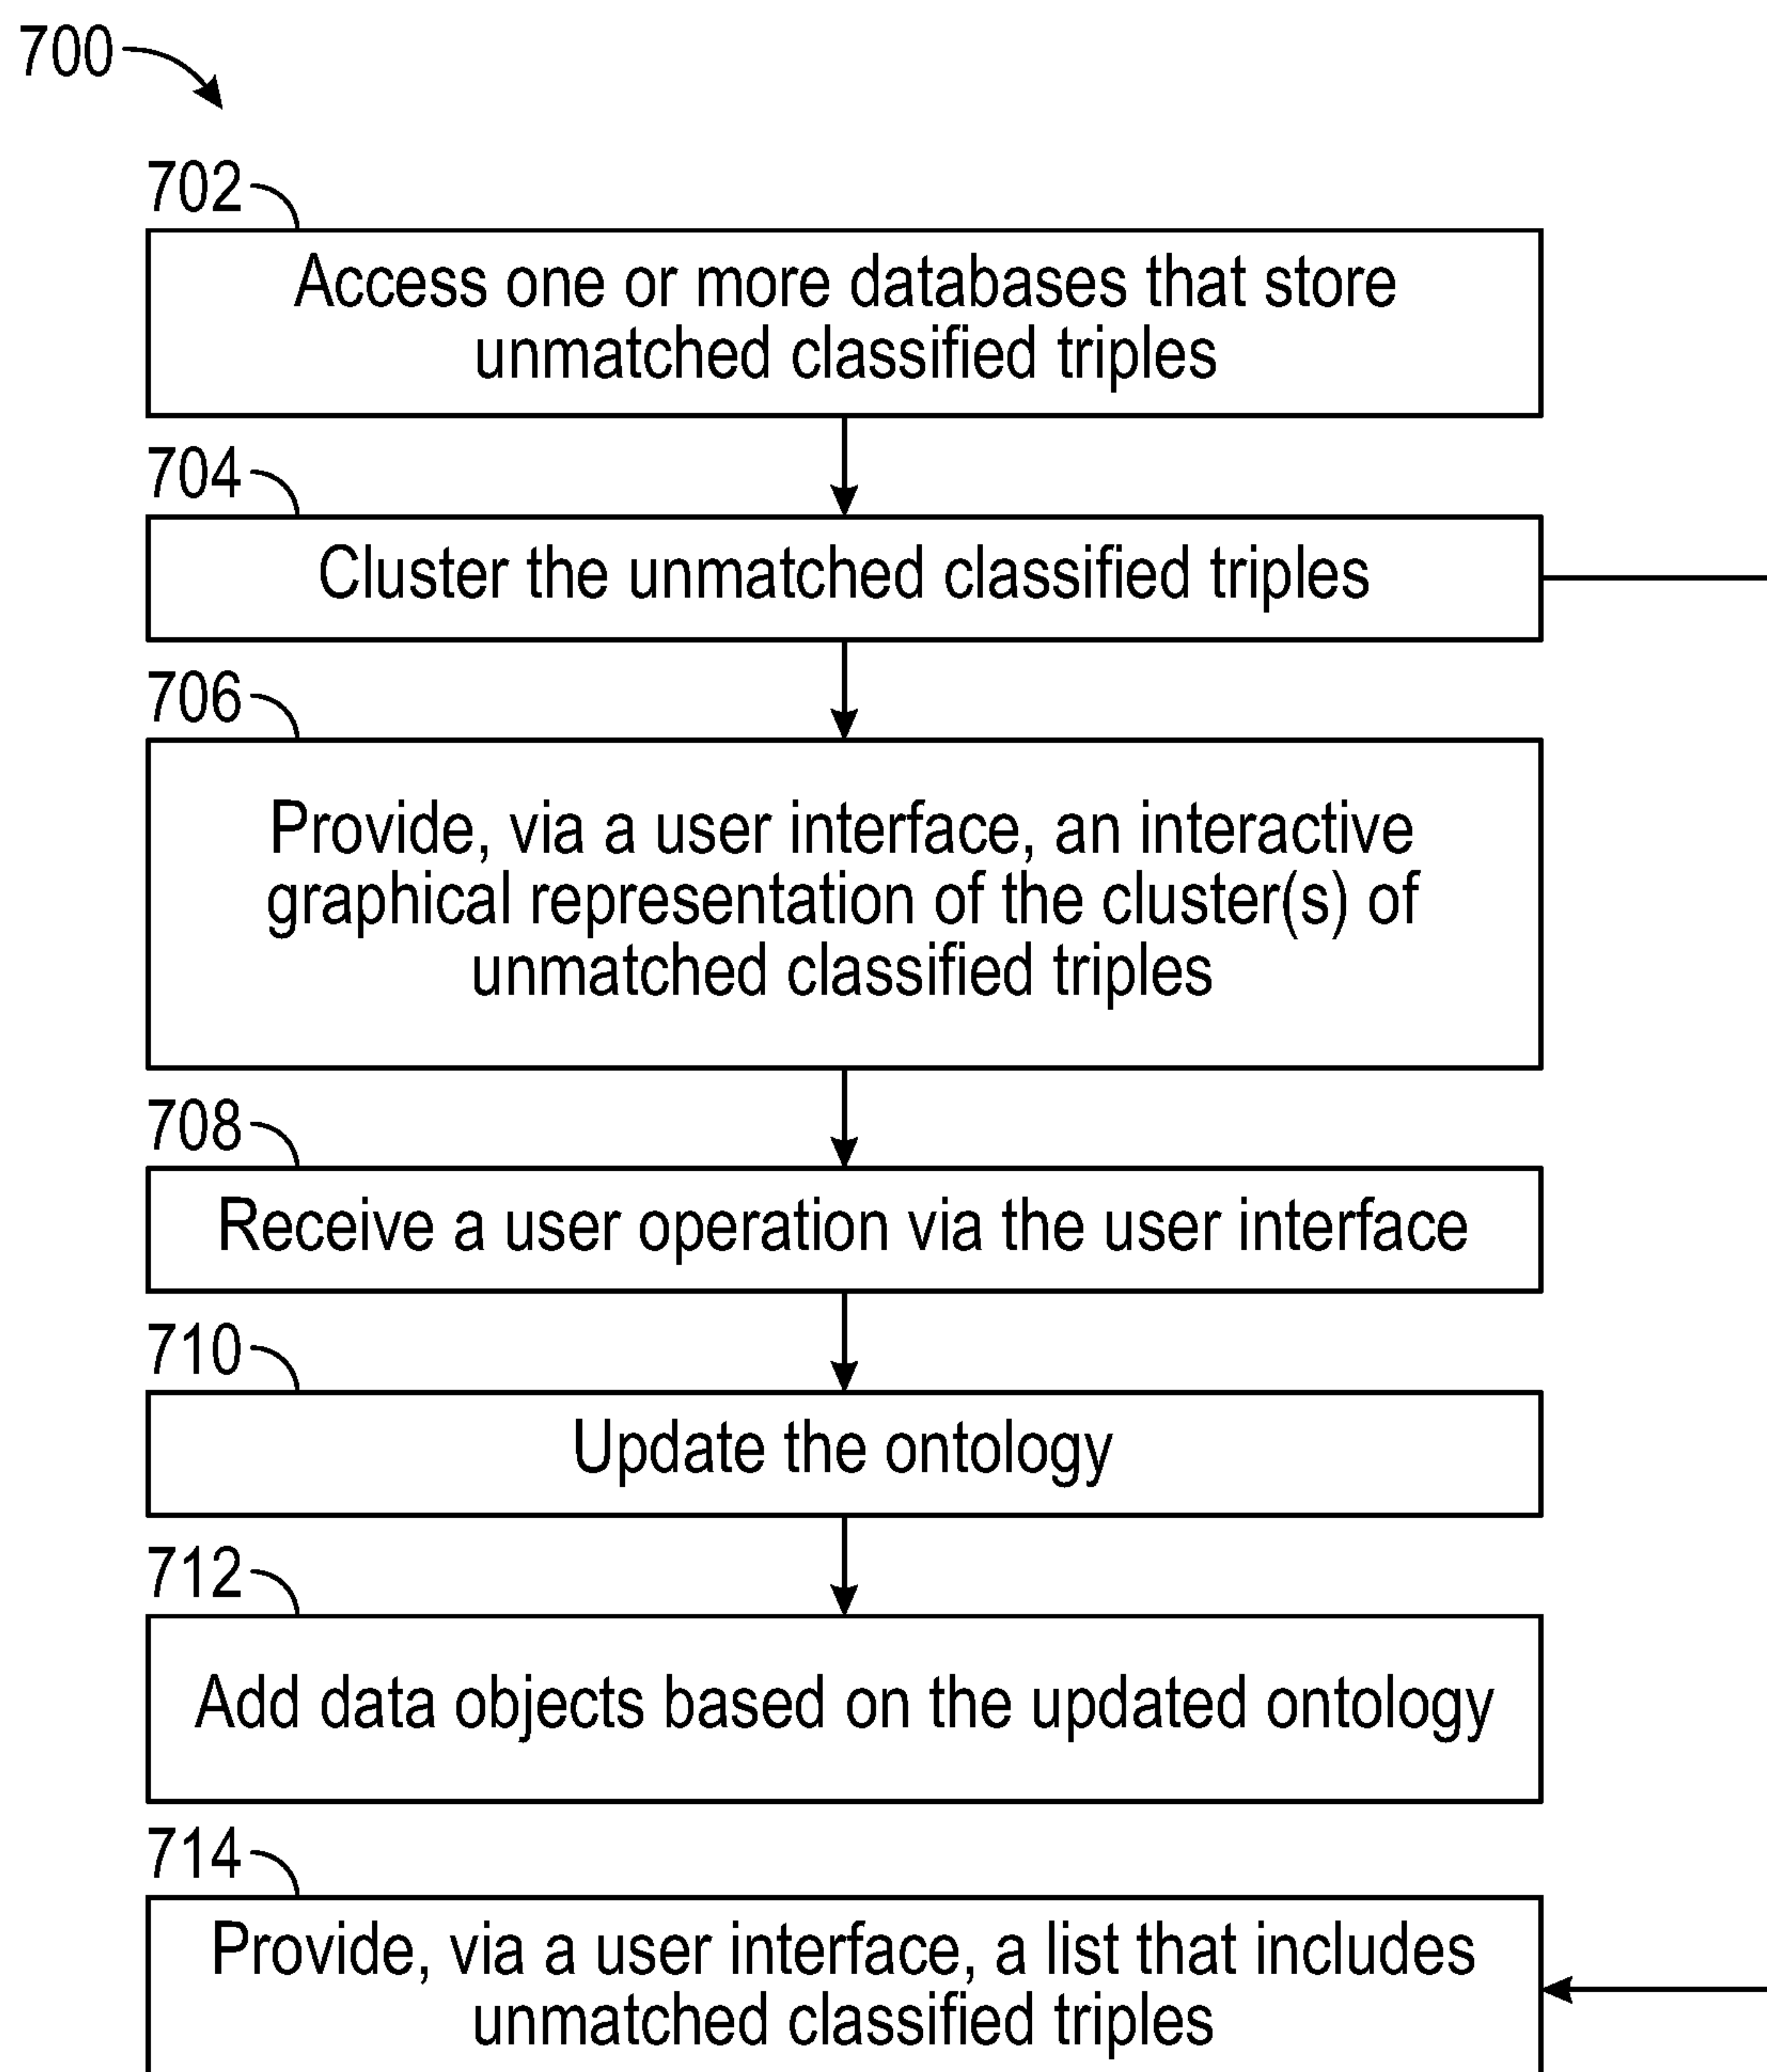 700
702
Access one or more databases that store
unmatched classified triples
704
Cluster the unmatched classified triples
706
Provide, via a user interface, an interactive
graphical representation of the cluster(s) of
unmatched classified triples
708
Receive a user operation via the user interface
710
Update the ontology
712
Add data objects based on the updated ontology
714
Provide, via a user interface, a list that includes
unmatched classified triples